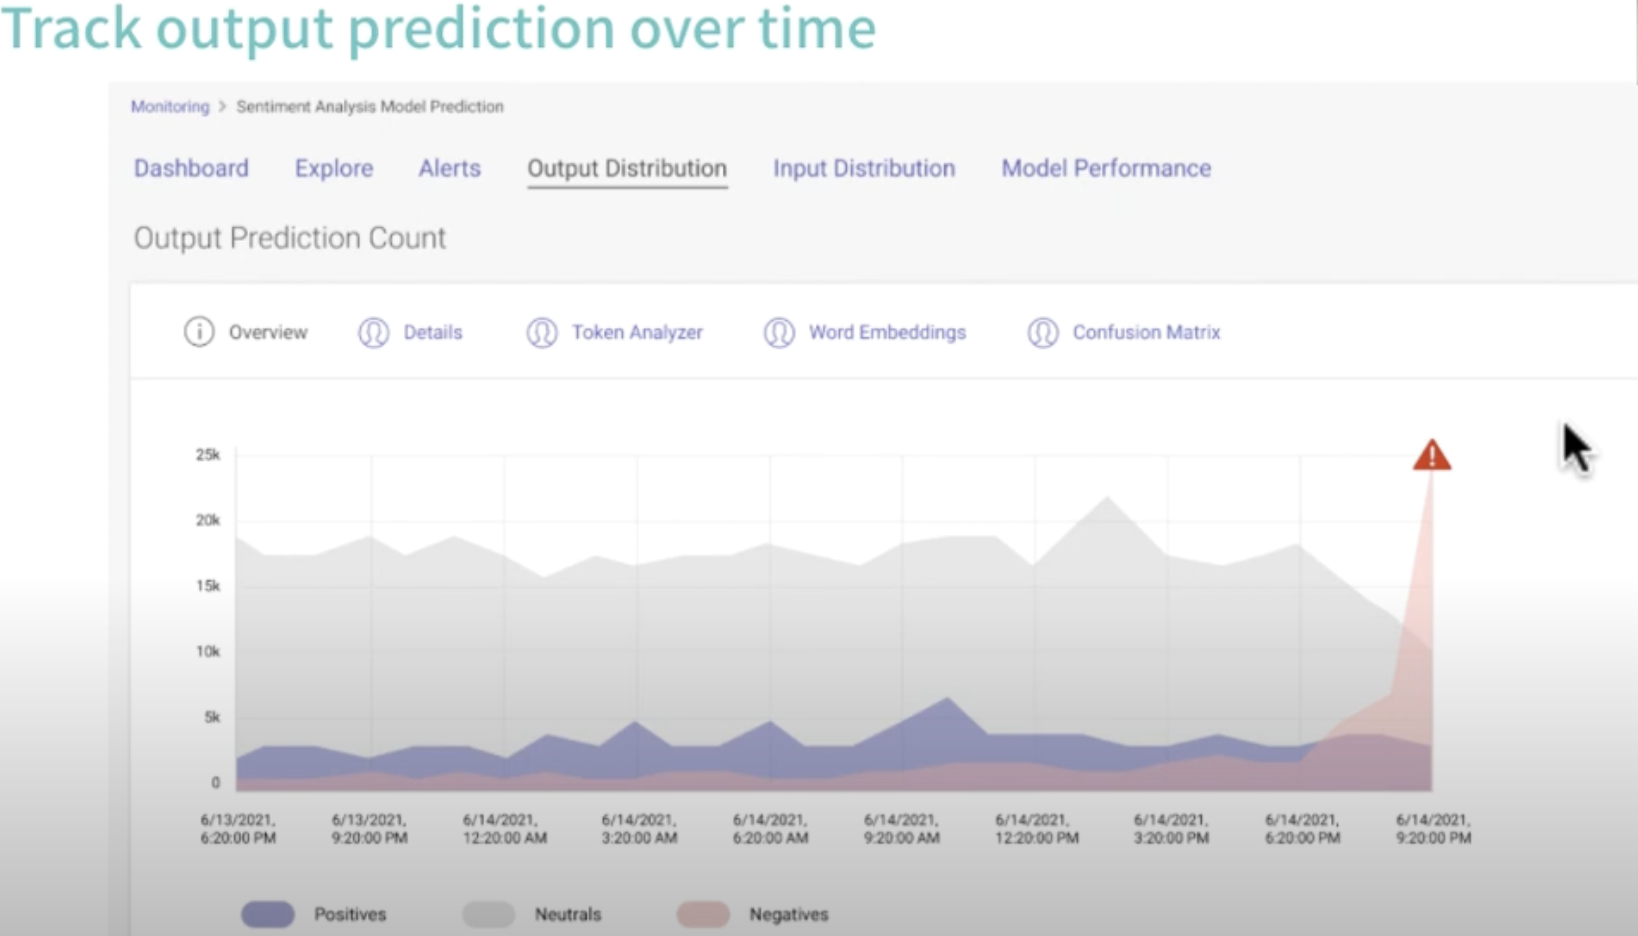 Track output prediction over time
Monitoring > Sentiment Analysis Model Prediction
Dashboard Explore Alerts Output Distribution Input Distribution Model Performance
Output Prediction Count
Overview Details Token Analyzer Word Embeddings Confusion Matrix
25k
20k
15k
10k
5k
0
6/13/2021, 6/13/2021, 6/14/2021, 6/14/2021, 6/14/2021, 6/14/2021, 6/14/2021, 6/14/2021, 6/14/2021, 6/14/2021,
6:20:00 PM 9:20:00 PM 12:20:00 AM 3:20:00 AM 6:20:00 AM 9:20:00 AM 12:20:00 PM 3:20:00 PM 6:20:00 PM 9:20:00 PM
Positives Neutrals Negatives